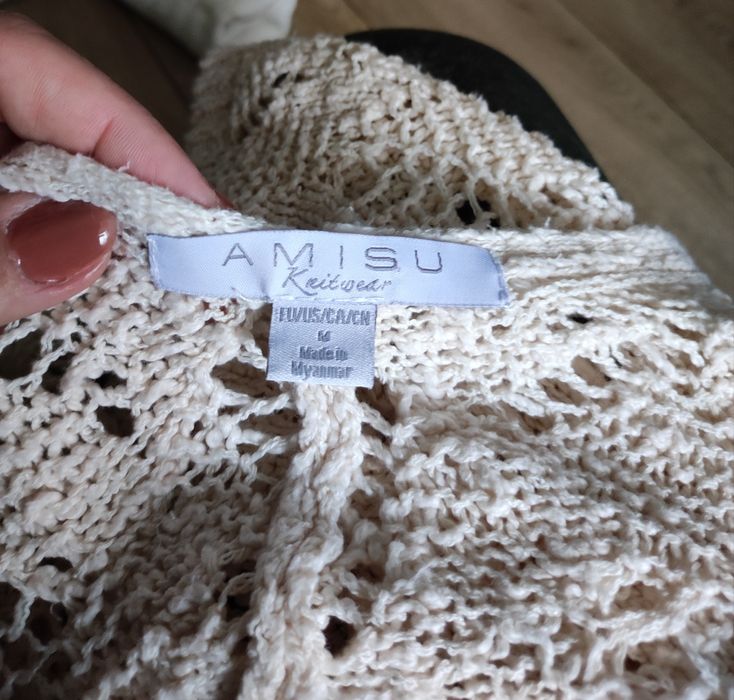 AMISU
Knitwear
EU/US/CA/CN
M
Made in
Myanmar